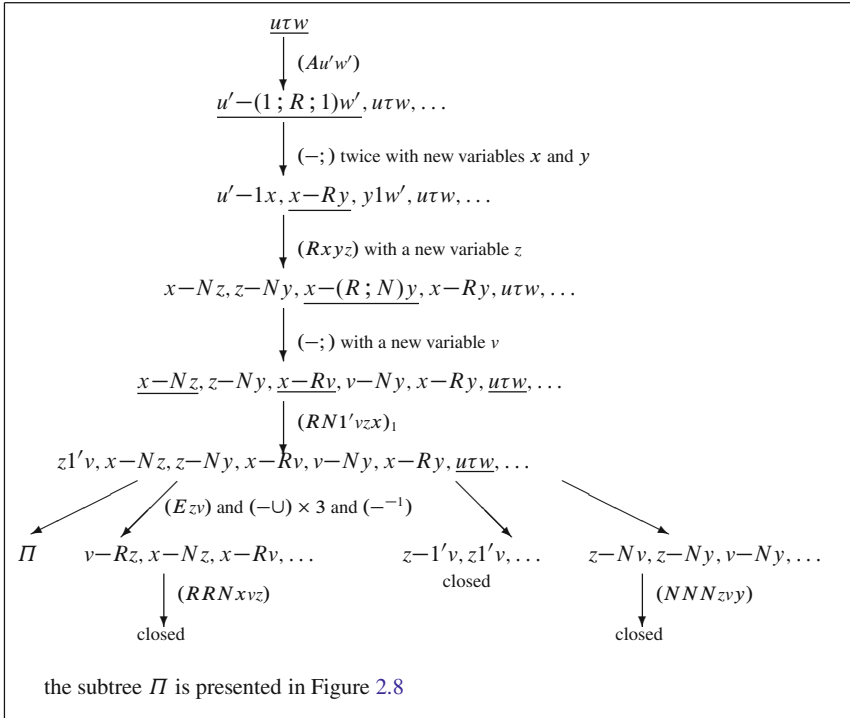 uτw
(Au′w′)
u′−(1 ; R ; 1)w′, uτw, . . .
(−;) twice with new variables x and y
u′−1x, x−Ry, y1w′, uτw, . . .
(Rxyz) with a new variable z
x−Nz, z−Ny, x−(R ; N)y, x−Ry, uτw, . . .
(−;) with a new variable v
x−Nz, z−Ny, x−Rv, v−Ny, x−Ry, uτw, . . .
(RN1′vzx)₁
z1′v, x−Nz, z−Ny, x−Rv, v−Ny, x−Ry, uτw, . . .
(Ezv) and (−∪) × 3 and (−⁻¹)
Π v−Rz, x−Nz, x−Rv, . . . z−1′v, z1′v, . . . z−Nv, z−Ny, v−Ny, . . .
closed
(RRNxvz) (NNNzvy)
closed closed
the subtree Π is presented in Figure 2.8